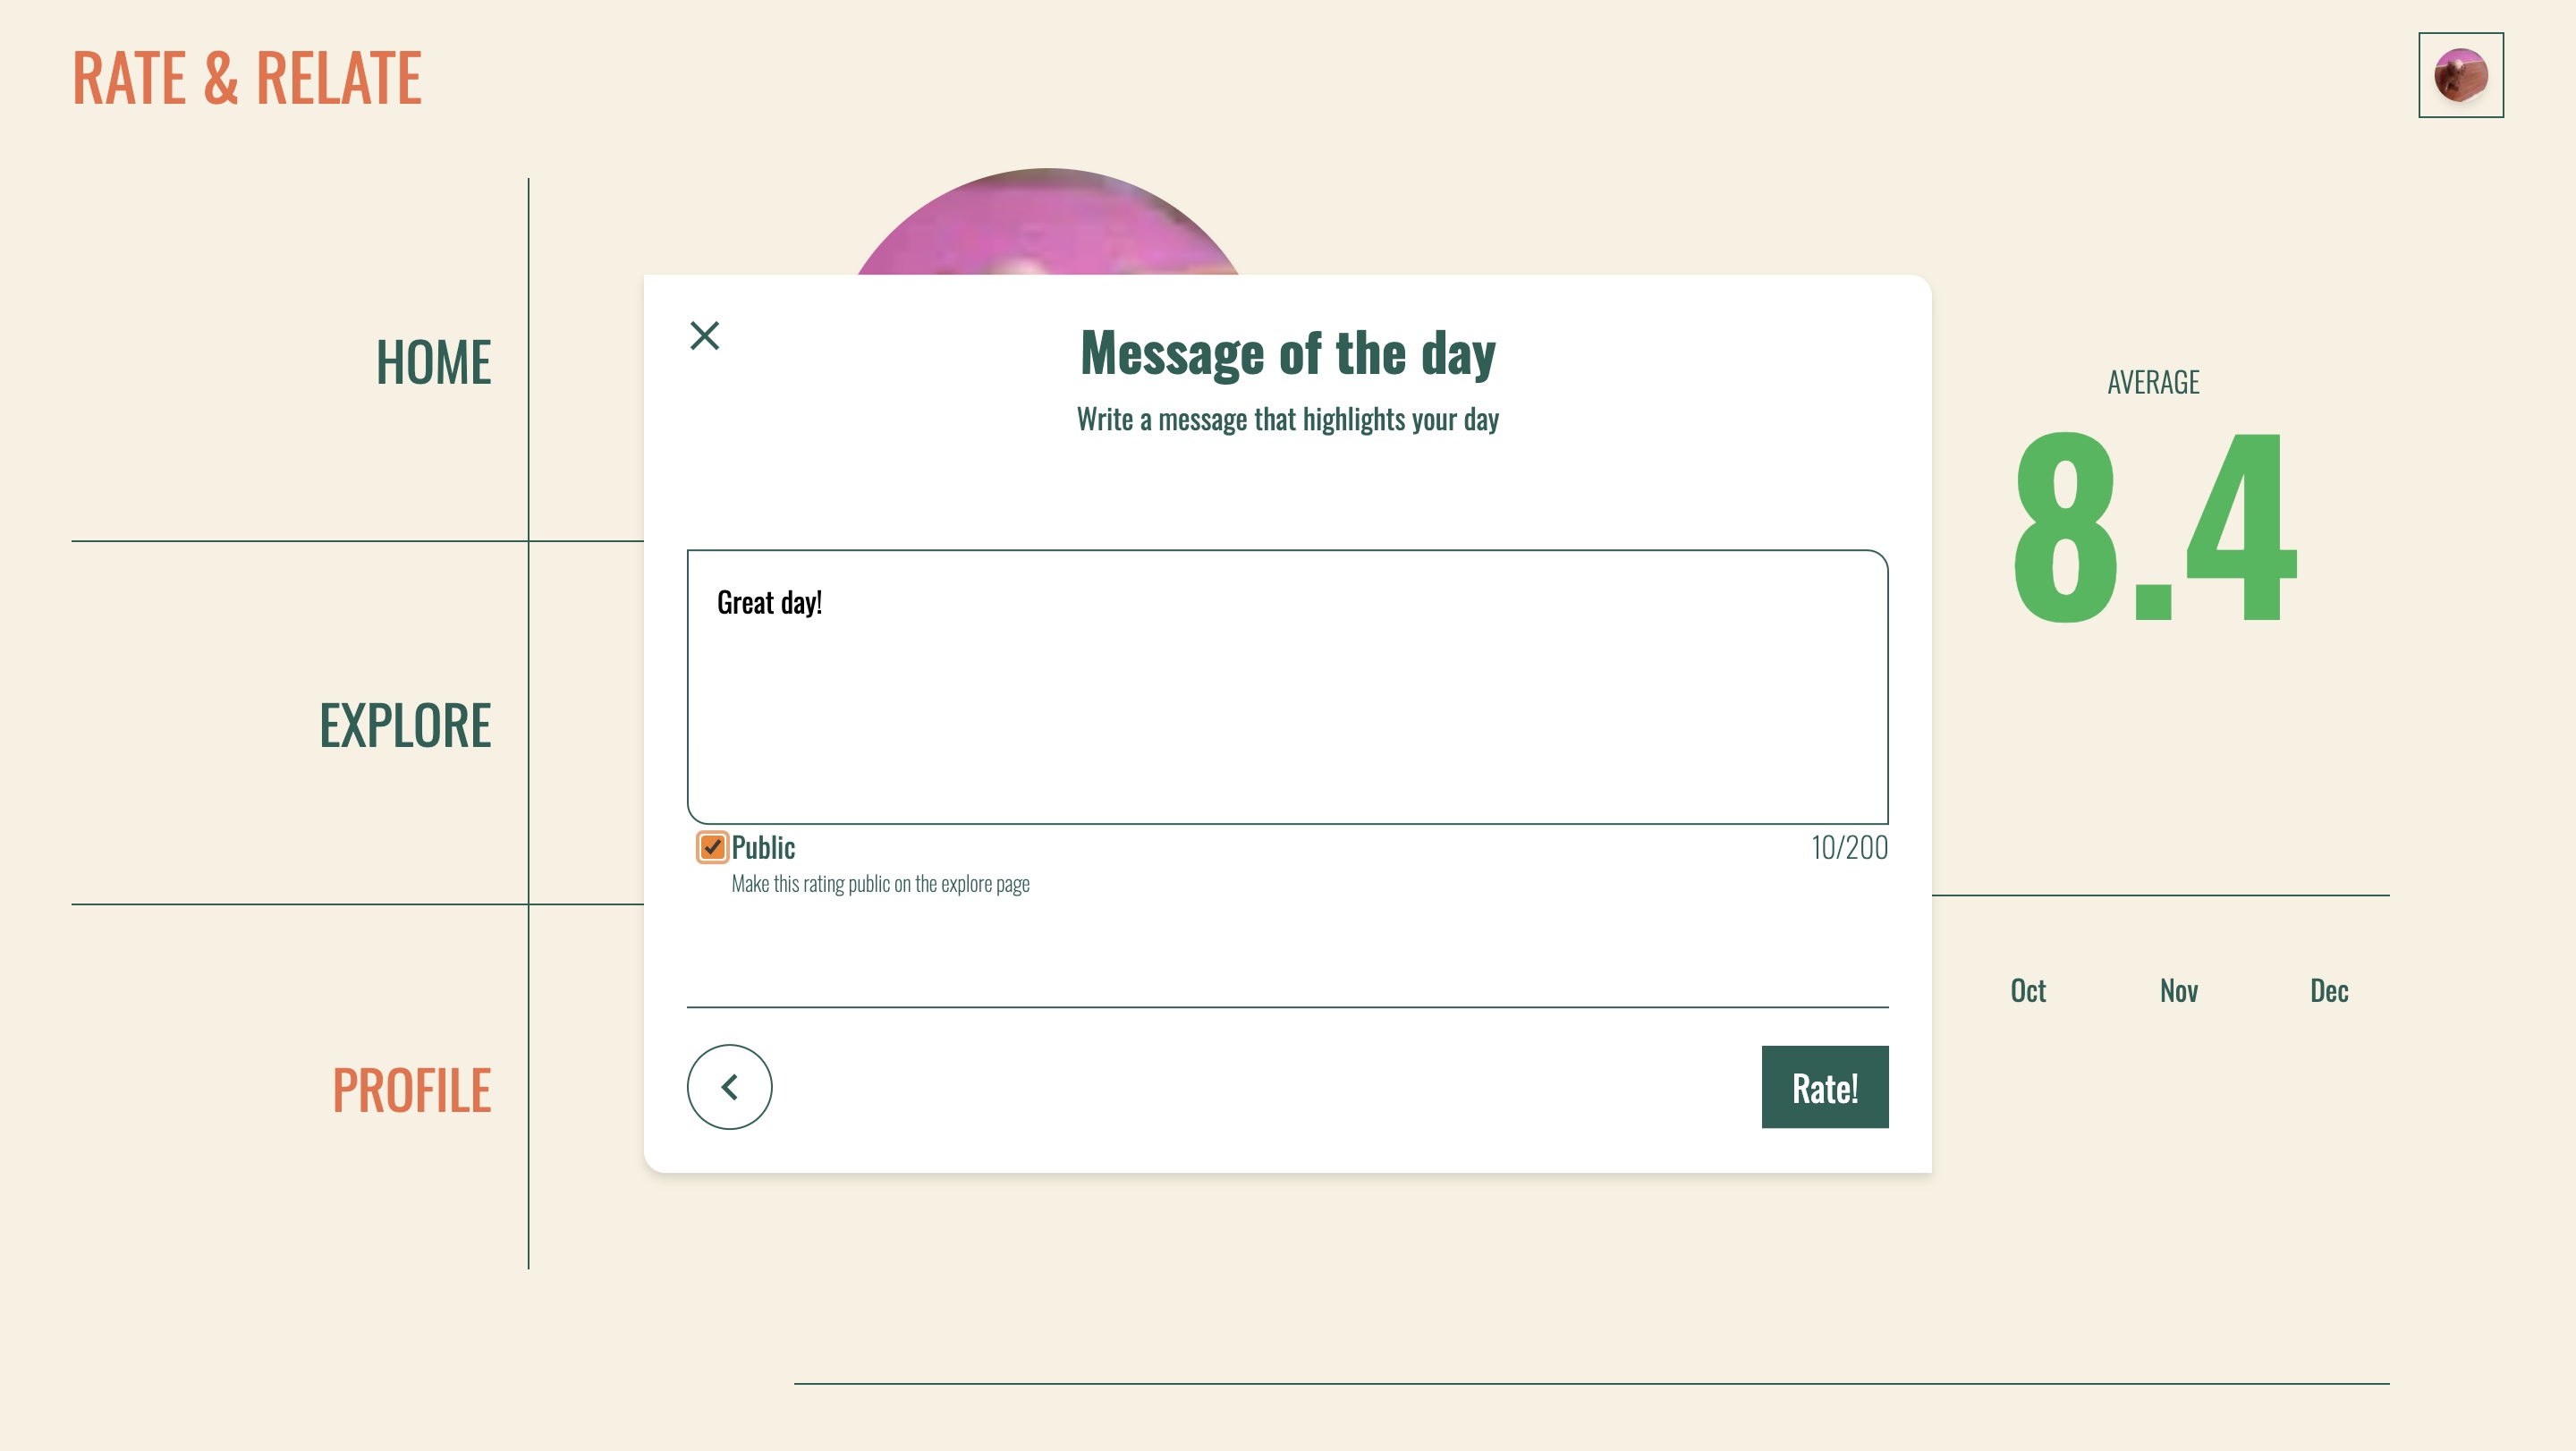 RATE & RELATE
HOME
EXPLORE
PROFILE
Message of the day
Write a message that highlights your day
Great day!
Public
10/200
Make this rating public on the explore page
Rate!
AVERAGE
8.4
Oct Nov Dec